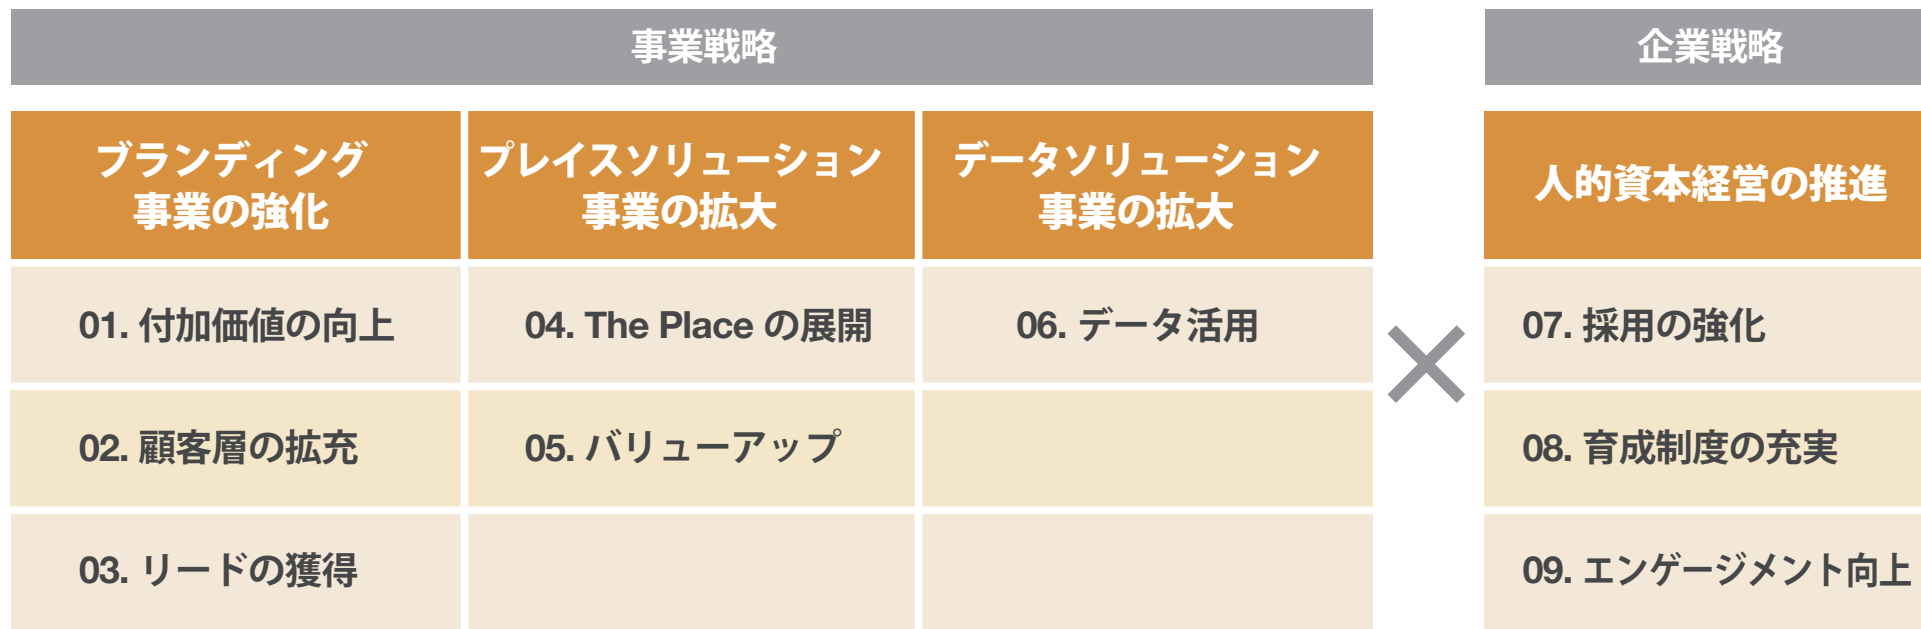 事業戦略
企業戦略
ブランディング
事業の強化
プレイスソリューション
事業の拡大
データソリューション
事業の拡大
人的資本経営の推進
01. 付加価値の向上
04. The Place の展開
06. データ活用
07. 採用の強化
02. 顧客層の拡充
05. バリューアップ
08. 育成制度の充実
03. リードの獲得
09. エンゲージメント向上